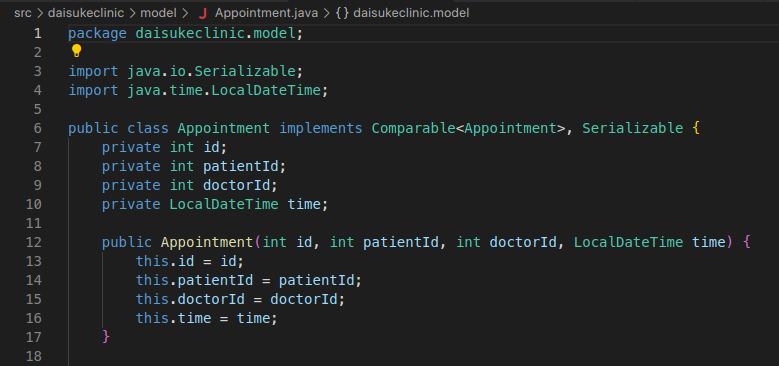 src > daisukeclinic > model > J Appointment.java > {} daisukeclinic.model
1 package daisukeclinic.model;
2
3 import java.io.Serializable;
4 import java.time.LocalDateTime;
5
6 public class Appointment implements Comparable<Appointment>, Serializable {
7     private int id;
8     private int patientId;
9     private int doctorId;
10     private LocalDateTime time;
11
12     public Appointment(int id, int patientId, int doctorId, LocalDateTime time) {
13         this.id = id;
14         this.patientId = patientId;
15         this.doctorId = doctorId;
16         this.time = time;
17     }
18